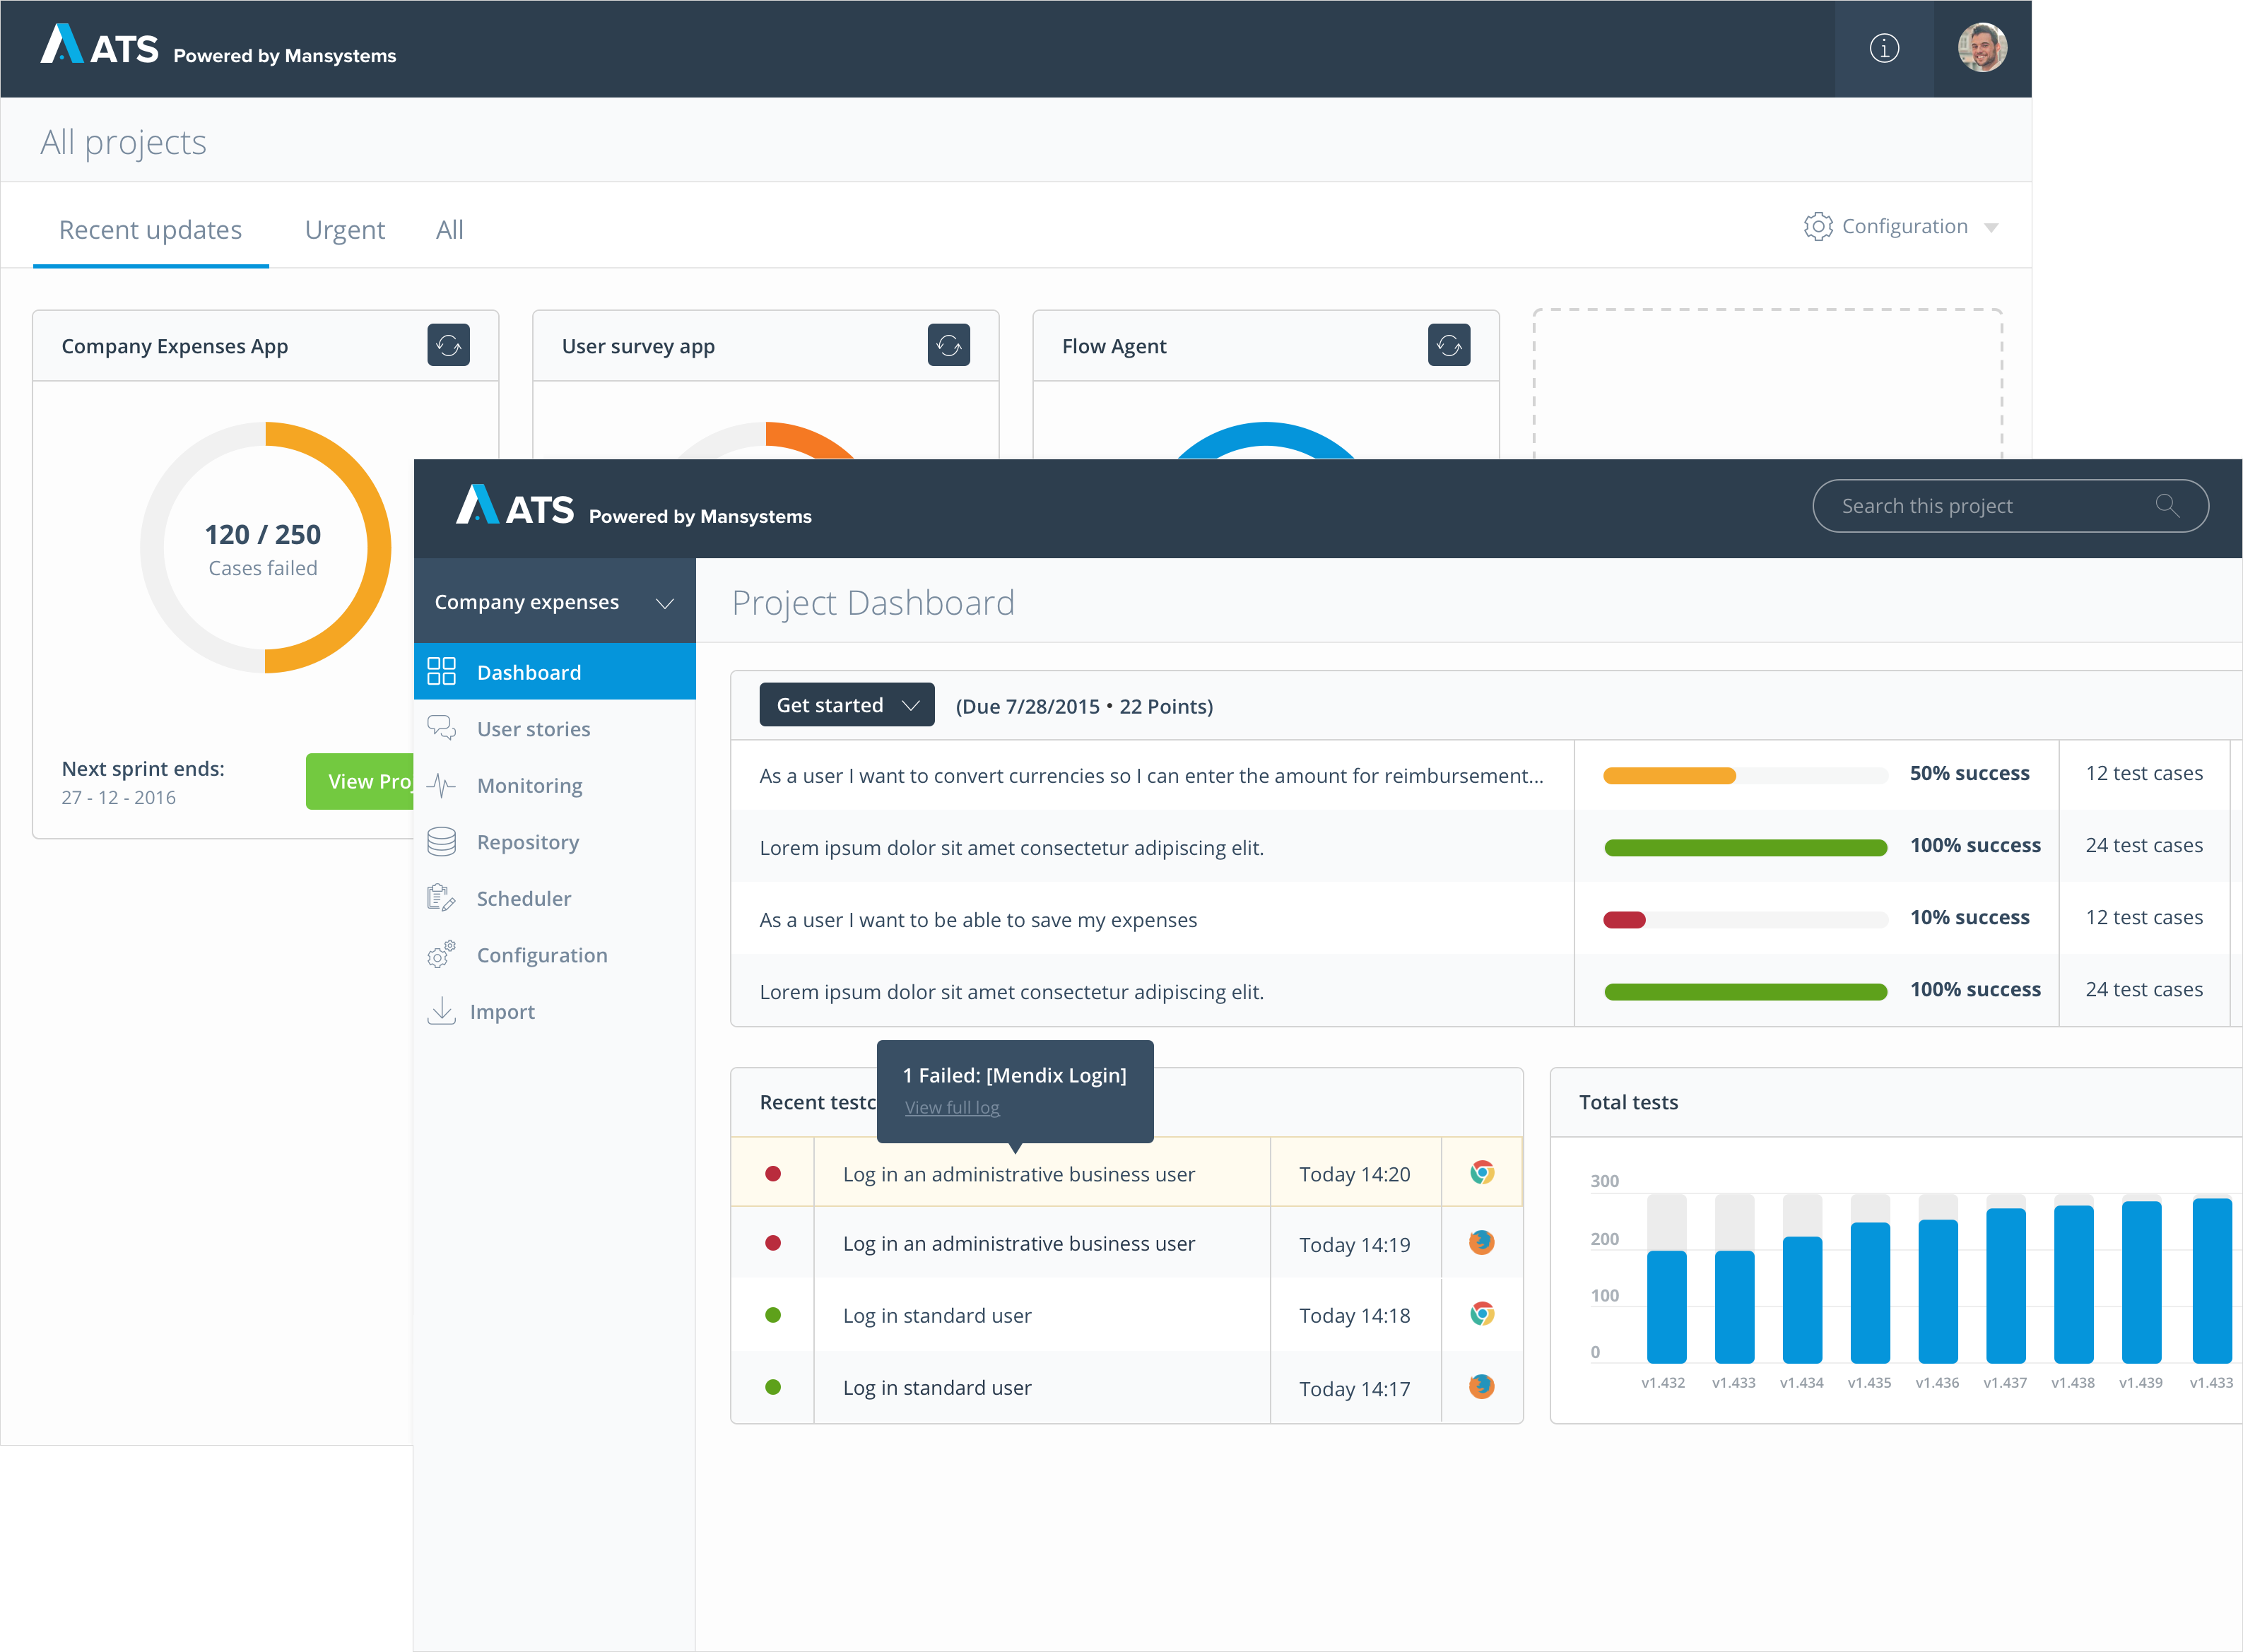 ATS Powered by Mansystems
All projects
Recent updates Urgent All Configuration
Company Expenses App
User survey app
Flow Agent
120 / 250
Cases failed
Next sprint ends:
27 - 12 - 2016
View Proj
ATS Powered by Mansystems
Search this project
Company expenses
Dashboard
User stories
Monitoring
Repository
Scheduler
Configuration
Import
Project Dashboard
Get started (Due 7/28/2015 • 22 Points)
As a user I want to convert currencies so I can enter the amount for reimbursement... 50% success 12 test cases
Lorem ipsum dolor sit amet consectetur adipiscing elit. 100% success 24 test cases
As a user I want to be able to save my expenses 10% success 12 test cases
Lorem ipsum dolor sit amet consectetur adipiscing elit. 100% success 24 test cases
1 Failed: [Mendix Login]
View full log
Recent testc
Log in an administrative business user Today 14:20
Log in an administrative business user Today 14:19
Log in standard user Today 14:18
Log in standard user Today 14:17
Total tests
300
200
100
0
v1.432 v1.433 v1.434 v1.435 v1.436 v1.437 v1.438 v1.439 v1.433